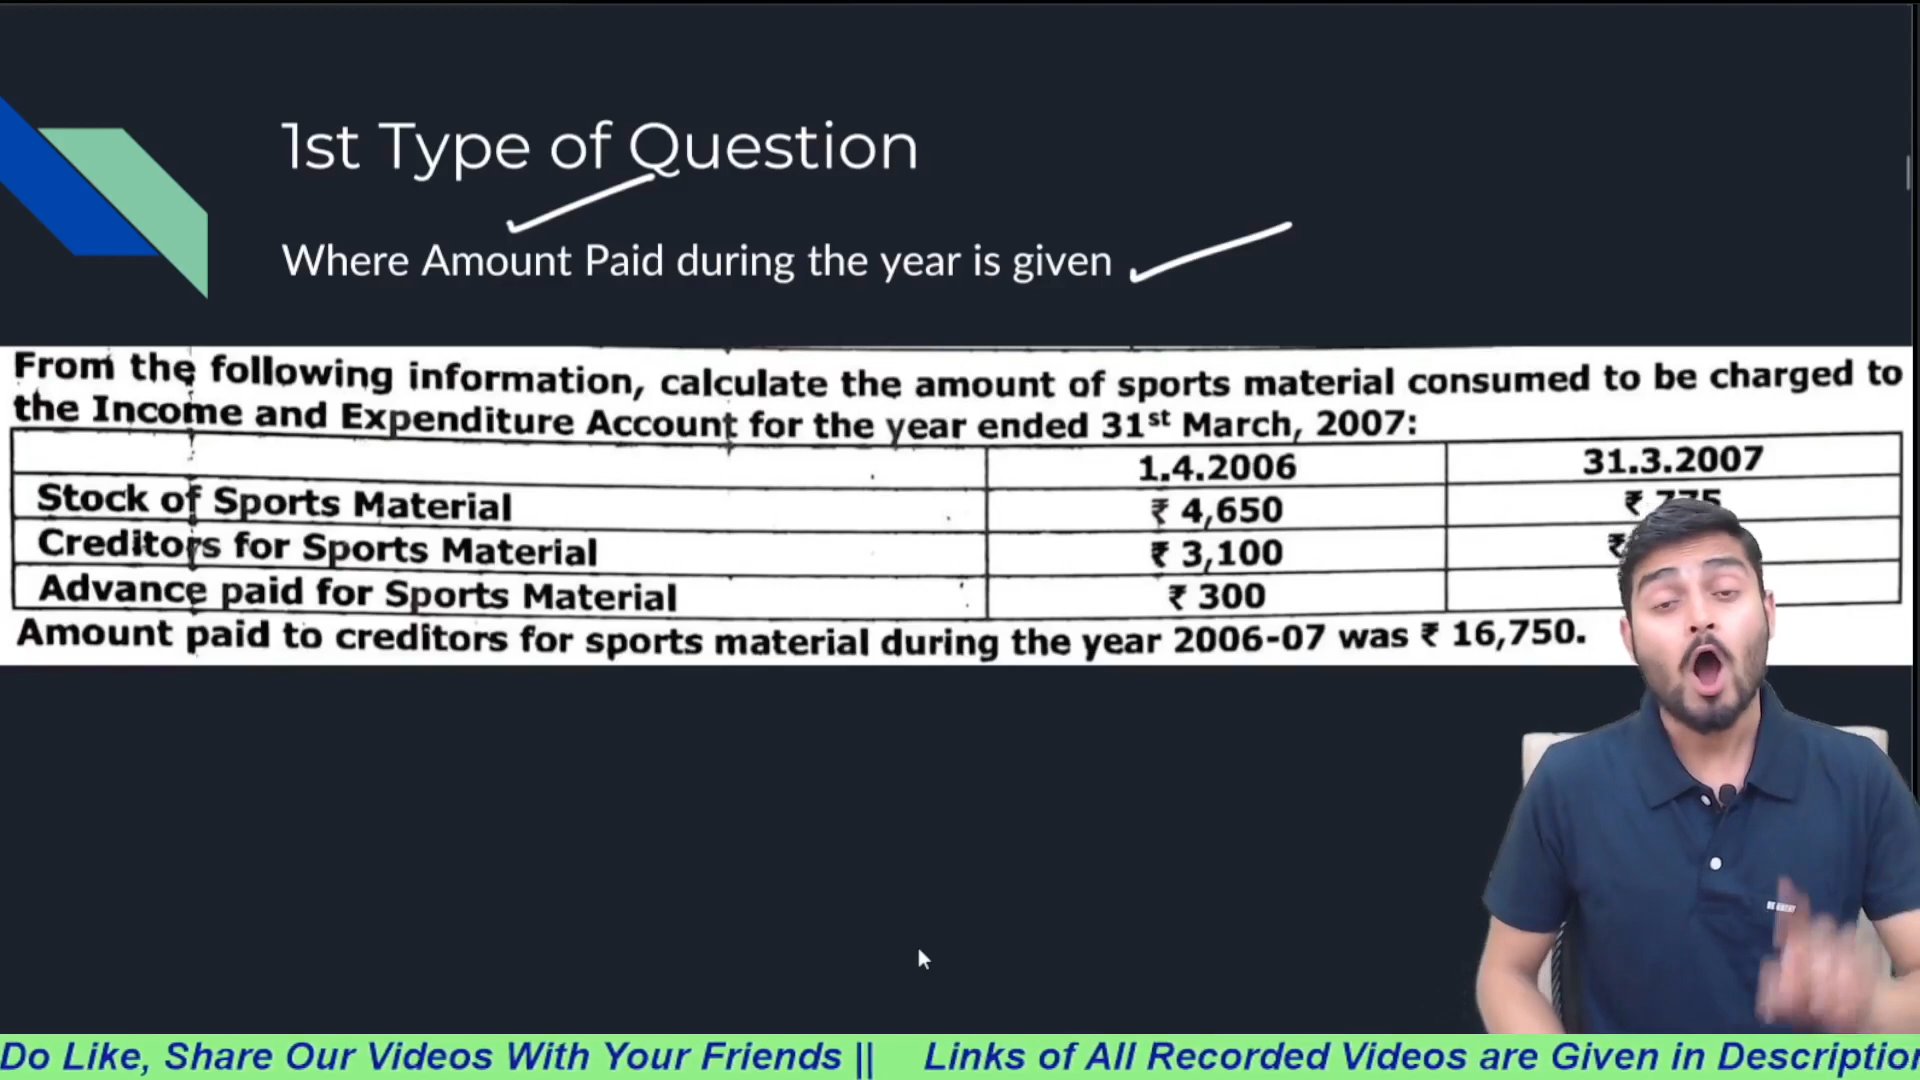 1st Type of Question
Where Amount Paid during the year is given
From the following information, calculate the amount of sports material consumed to be charged to
the Income and Expenditure Account for the year ended 31st March, 2007:
1.4.2006 31.3.2007
Stock of Sports Material ₹ 4,650 ₹ 775
Creditors for Sports Material ₹ 3,100 ₹
Advance paid for Sports Material ₹ 300
Amount paid to creditors for sports material during the year 2006-07 was ₹ 16,750.
Do Like, Share Our Videos With Your Friends || Links of All Recorded Videos are Given in Description